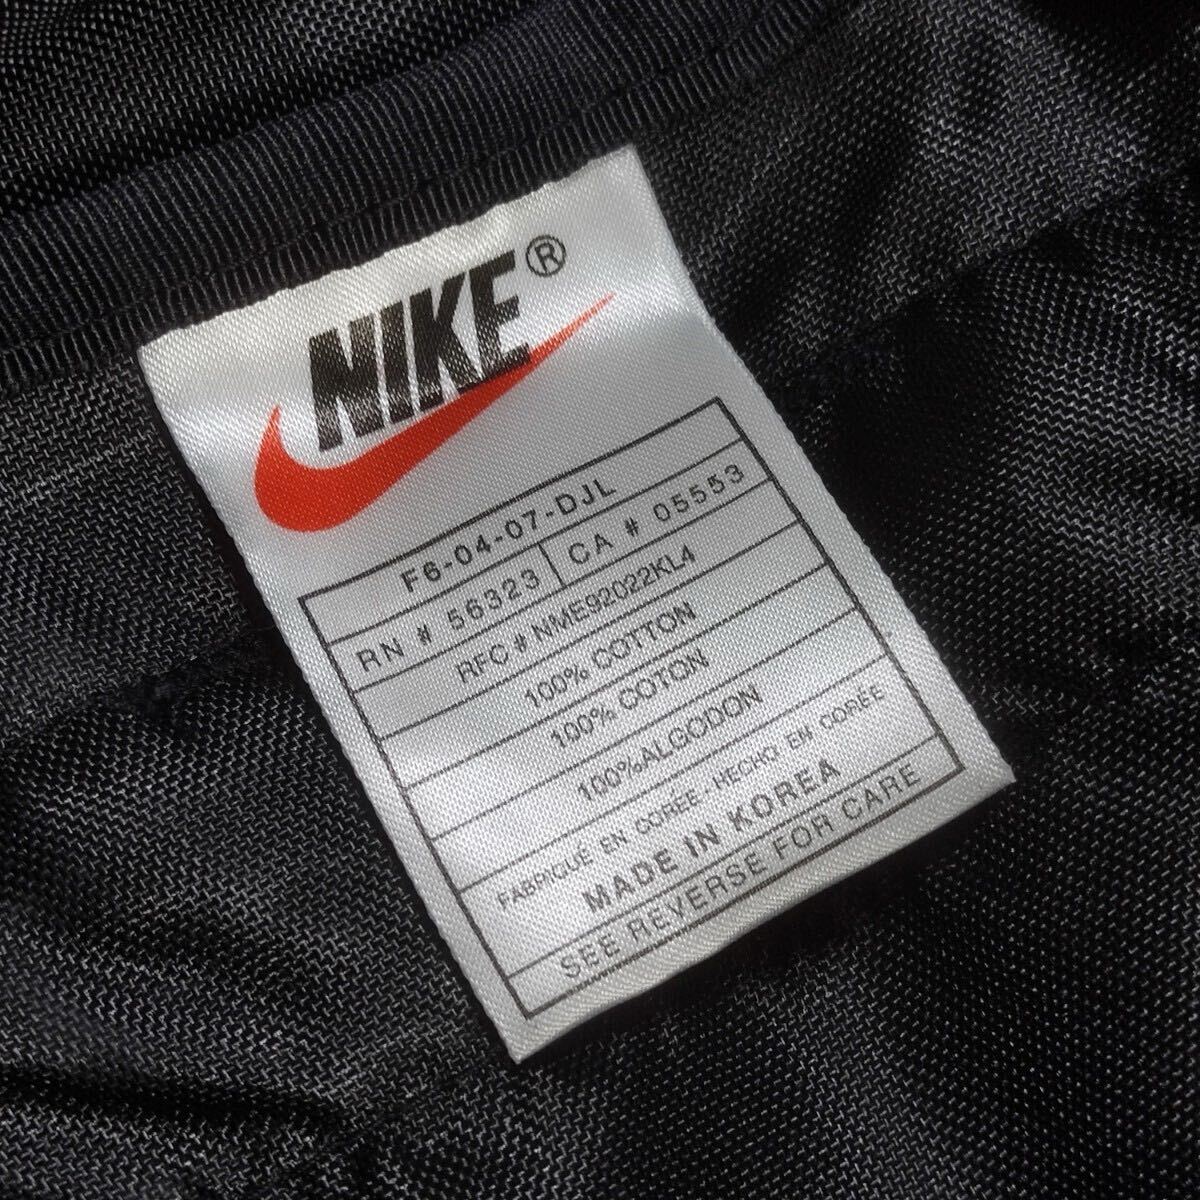 NIKE®
F6-04-07-DJL
RN # 56323 CA # 05553
RFC # NME92022KL4
100% COTTON
100% COTON
100%ALGODON
FABRIQUÉ EN CORÉE - HECHO EN CORÉE
MADE IN KOREA
SEE REVERSE FOR CARE